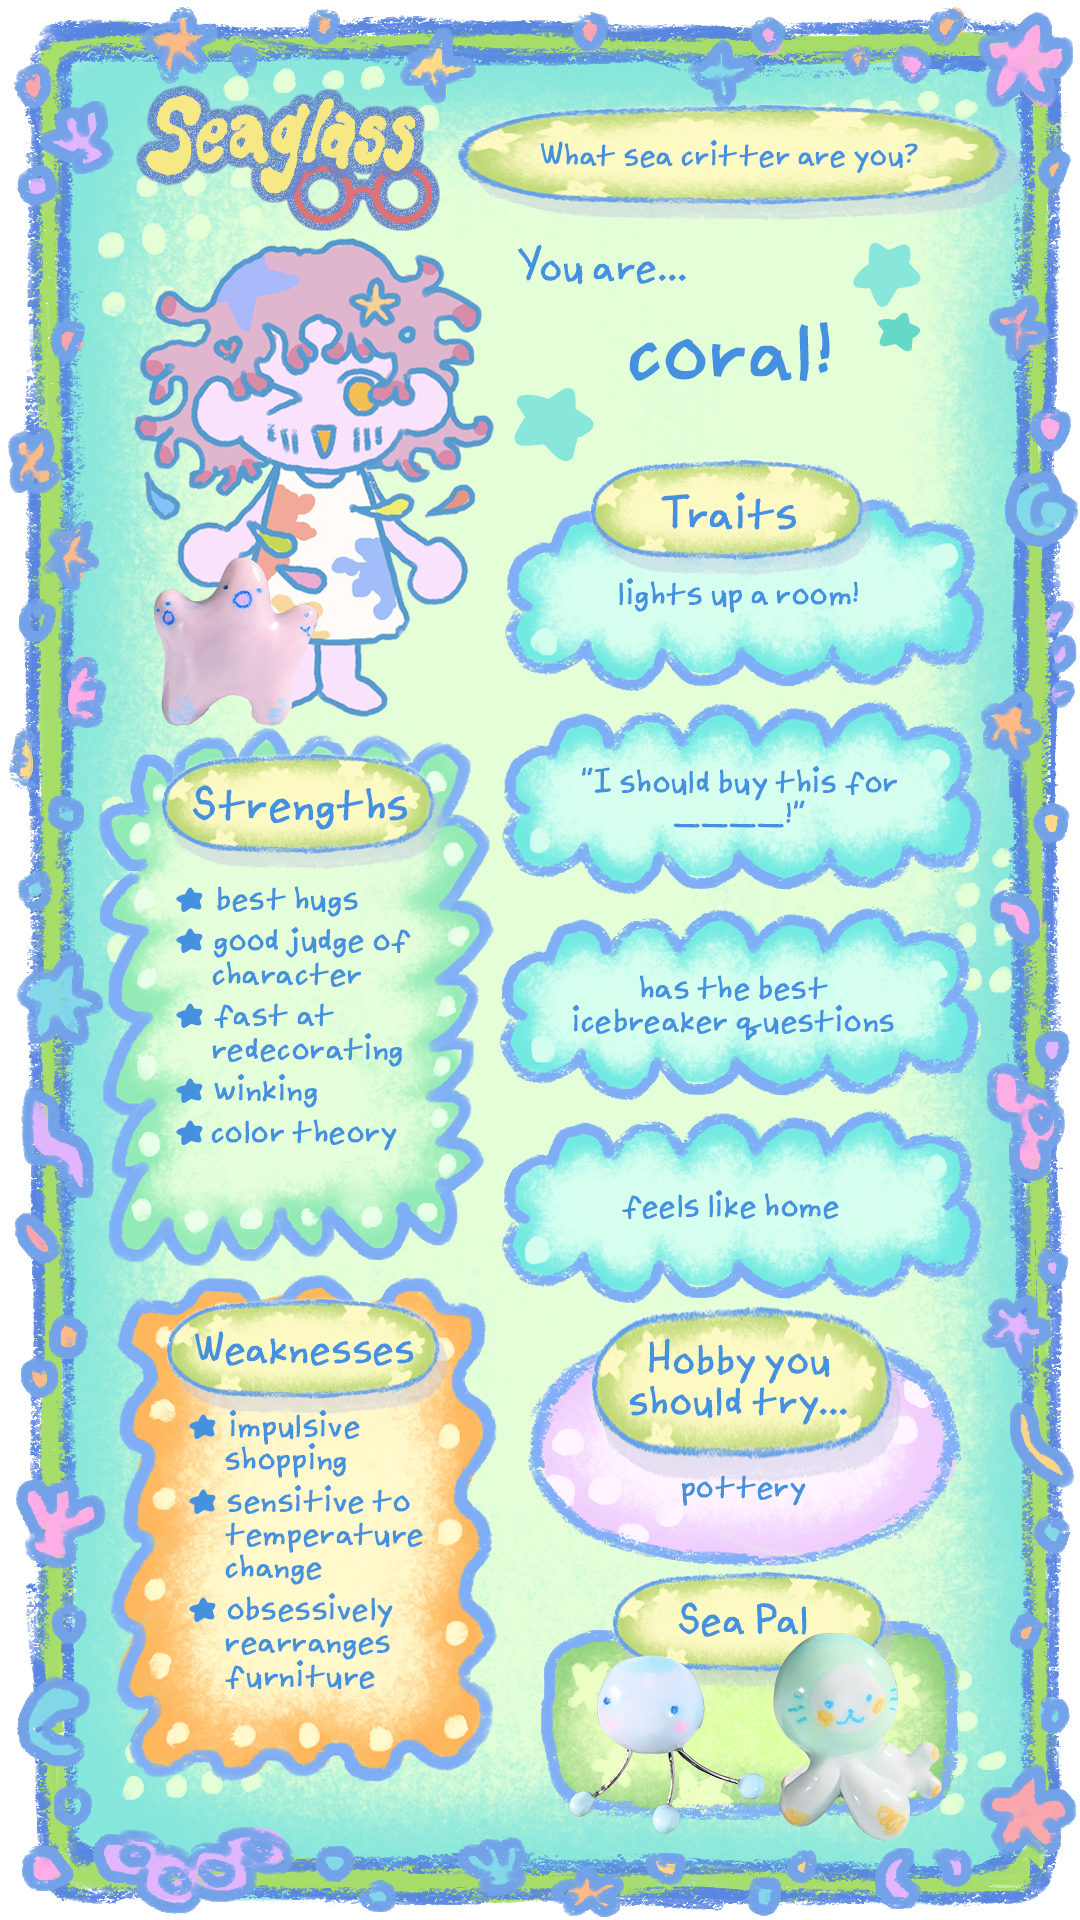 Seaglass
What sea critter are you?
You are...
coral!
Traits
lights up a room!
"I should buy this for
____!"
has the best
icebreaker questions
feels like home
Strengths
best hugs
good judge of
character
fast at
redecorating
winking
color theory
Weaknesses
impulsive
shopping
sensitive to
temperature
change
obsessively
rearranges
furniture
Hobby you
should try...
pottery
Sea Pal